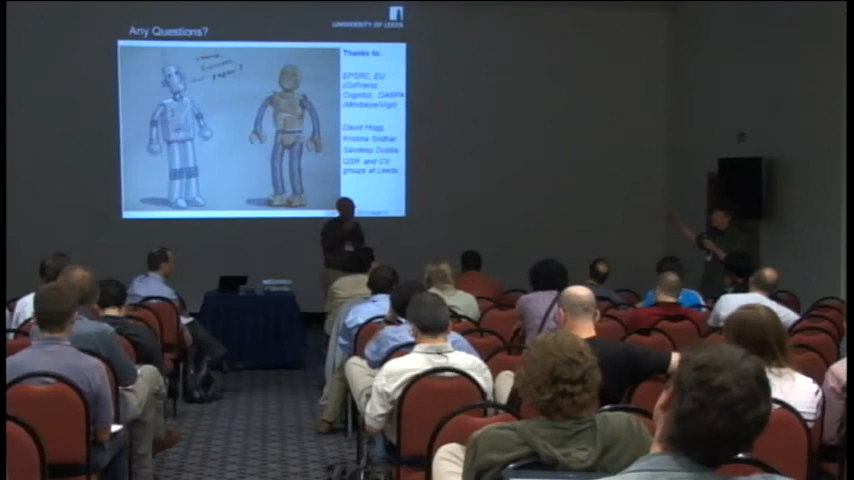 UNIVERSITY OF LEEDS
Any Questions?
Thanks to:
EPSRC, EU
(CoFriend,
Cognito, DARPA
(Mindseye/Vigil)
David Hogg,
Krishna Sridhar,
Sandeep Dubba,
QSR and CV
groups at Leeds